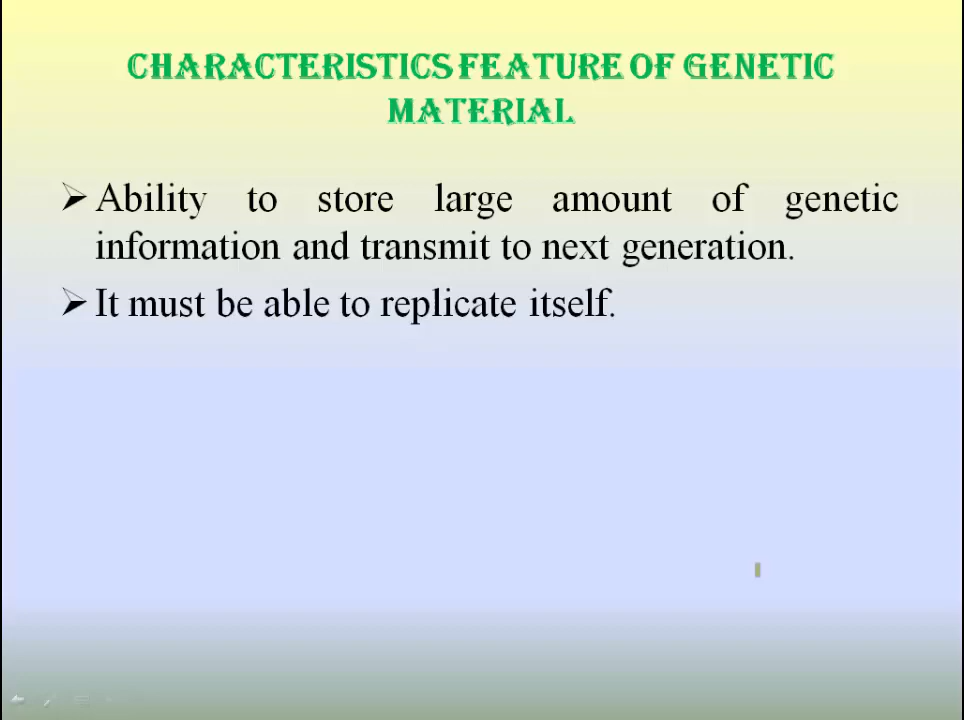 CHARACTERISTICS FEATURE OF GENETIC
MATERIAL
Ability to store large amount of genetic
information and transmit to next generation.
It must be able to replicate itself.